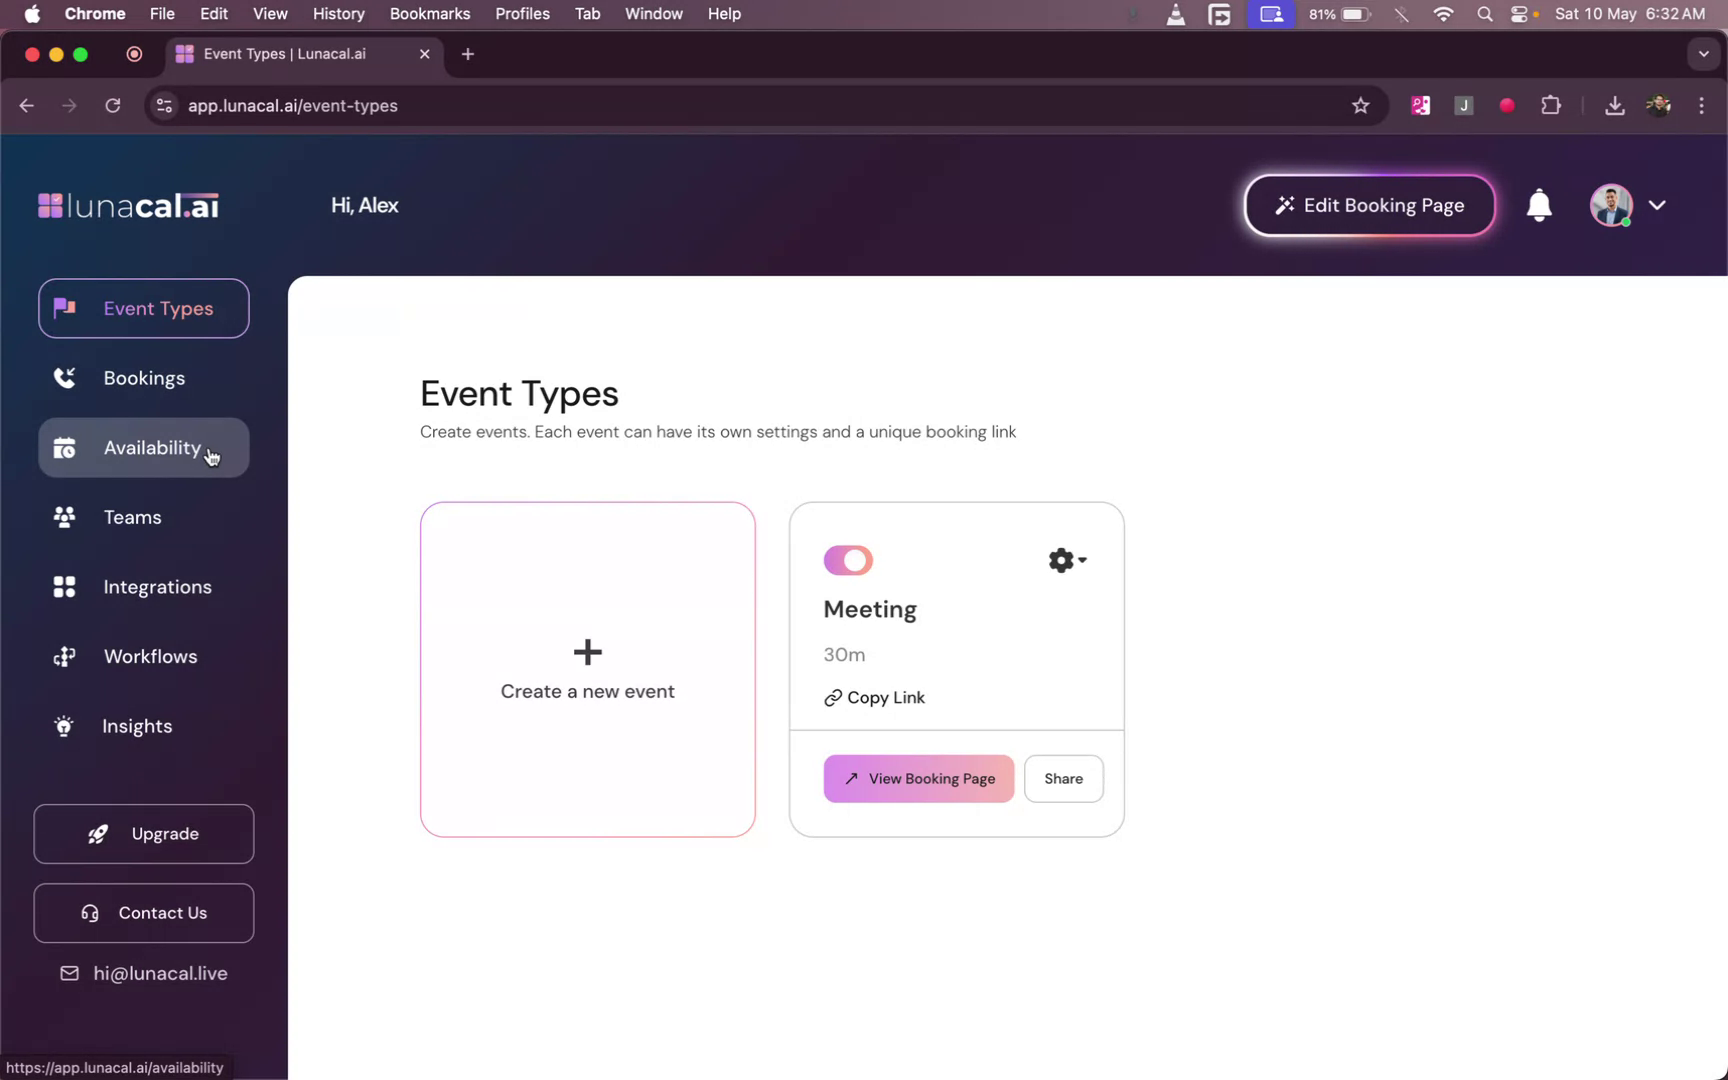 Chrome File Edit View History Bookmarks Profiles Tab Window Help 81% Sat 10 May 6:32 AM
Event Types | Lunacal.ai
app.lunacal.ai/event-types
J
lunacal.ai
Hi, Alex
Edit Booking Page
Event Types
Bookings
Availability
Teams
Integrations
Workflows
Insights
Upgrade
Contact Us
hi@lunacal.live
Event Types
Create events. Each event can have its own settings and a unique booking link
Create a new event
Meeting
30m
Copy Link
View Booking Page
Share
https://app.lunacal.ai/availability